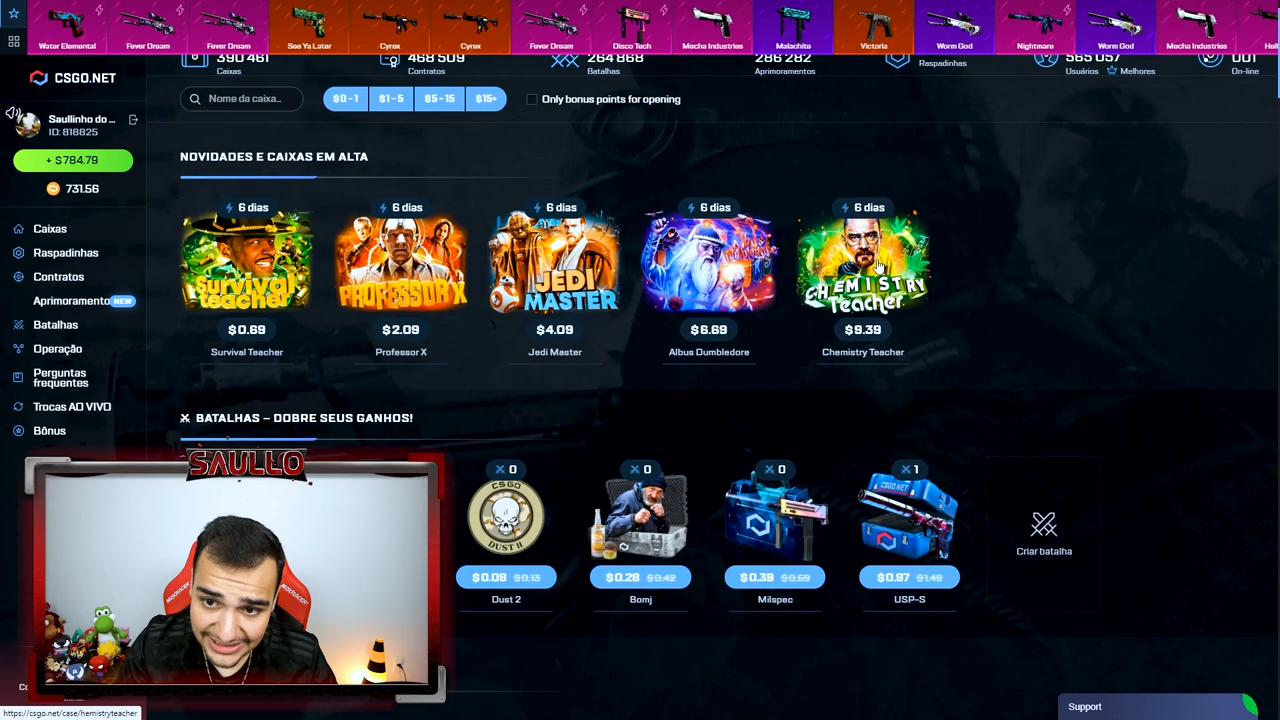 Water Elemental
Fever Dream
Fever Dream
See Ya Later
Cyrex
Cyrex
Fever Dream
Disco Tech
Mecha Industries
Malachite
Victoria
Worm God
Nightmare
Worm God
Mecha Industries
CSGO.NET
390 461
Caixas
468 509
Contratos
264 868
Batalhas
286 282
Aprimoramentos
Raspadinhas
565 057
Usuários
Melhores
001
On-line
Nome da caixa...
$0 - 1
$1 - 5
$5 - 15
$15+
Only bonus points for opening
Saullinho do ...
ID: 818825
+ $784.79
731.56
Caixas
Raspadinhas
Contratos
Aprimoramento NEW
Batalhas
Operação
Perguntas
frequentes
Trocas AO VIVO
Bônus
NOVIDADES E CAIXAS EM ALTA
6 dias
6 dias
6 dias
6 dias
6 dias
Survival
teacher
PROFESSOR X
JEDI
MASTER
CHEMISTRY
Teacher
$0.69
$2.09
$4.09
$6.69
$9.39
Survival Teacher
Professor X
Jedi Master
Albus Dumbledore
Chemistry Teacher
BATALHAS – DOBRE SEUS GANHOS!
0
0
0
1
CSGO
DUST II
CSGO.NET
$0.09 $0.13
$0.28 $0.42
$0.39 $0.59
$0.97 $1.49
Dust 2
Bomj
Milspec
USP-S
Criar batalha
SAULLO
Support
https://csgo.net/case/hemistryteacher